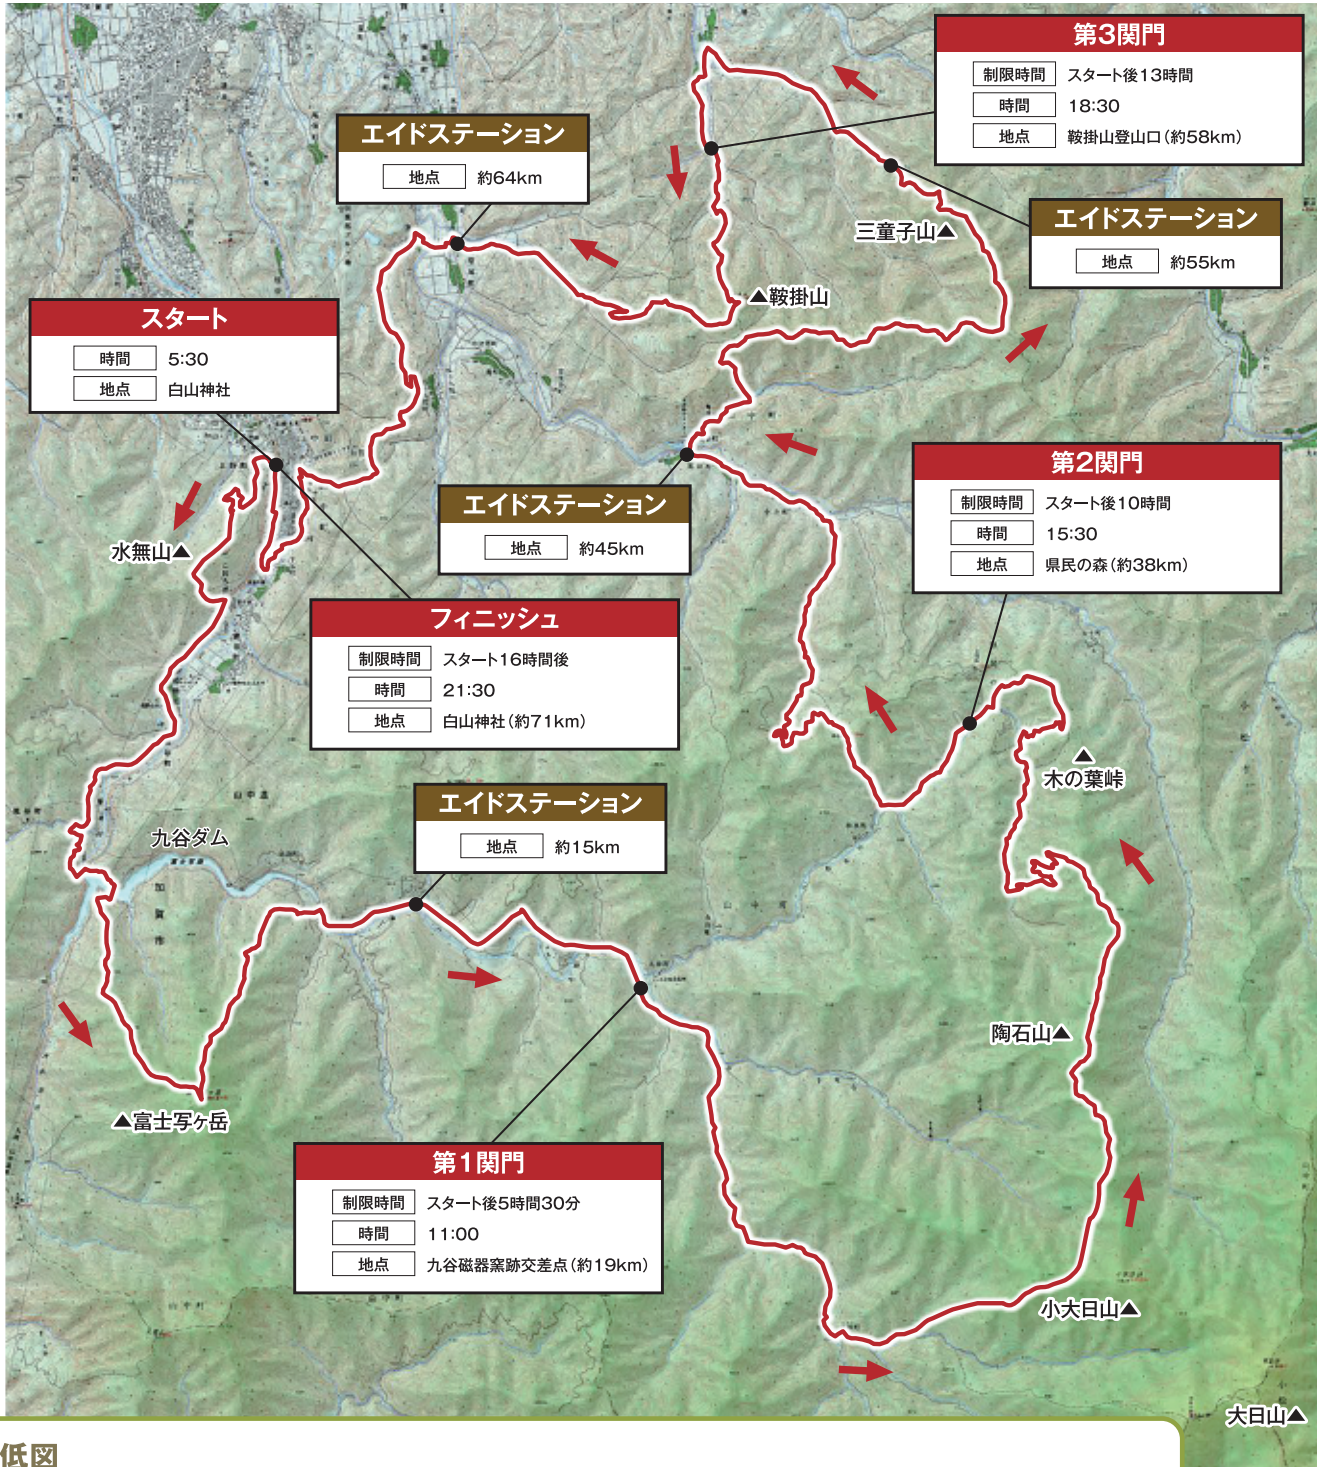 第3関門
制限時間 スタート後13時間
時間 18:30
地点 鞍掛山登山口（約58km）
エイドステーション
地点 約64km
エイドステーション
地点 約55km
三童子山▲
▲鞍掛山
スタート
時間 5:30
地点 白山神社
第2関門
制限時間 スタート後10時間
時間 15:30
地点 県民の森（約38km）
エイドステーション
地点 約45km
水無山▲
フィニッシュ
制限時間 スタート16時間後
時間 21:30
地点 白山神社（約71km）
▲
木の葉峠
エイドステーション
地点 約15km
九谷ダム
加賀市
陶石山▲
▲富士写ヶ岳
第1関門
制限時間 スタート後5時間30分
時間 11:00
地点 九谷磁器窯跡交差点（約19km）
小大日山▲
大日山▲
低図